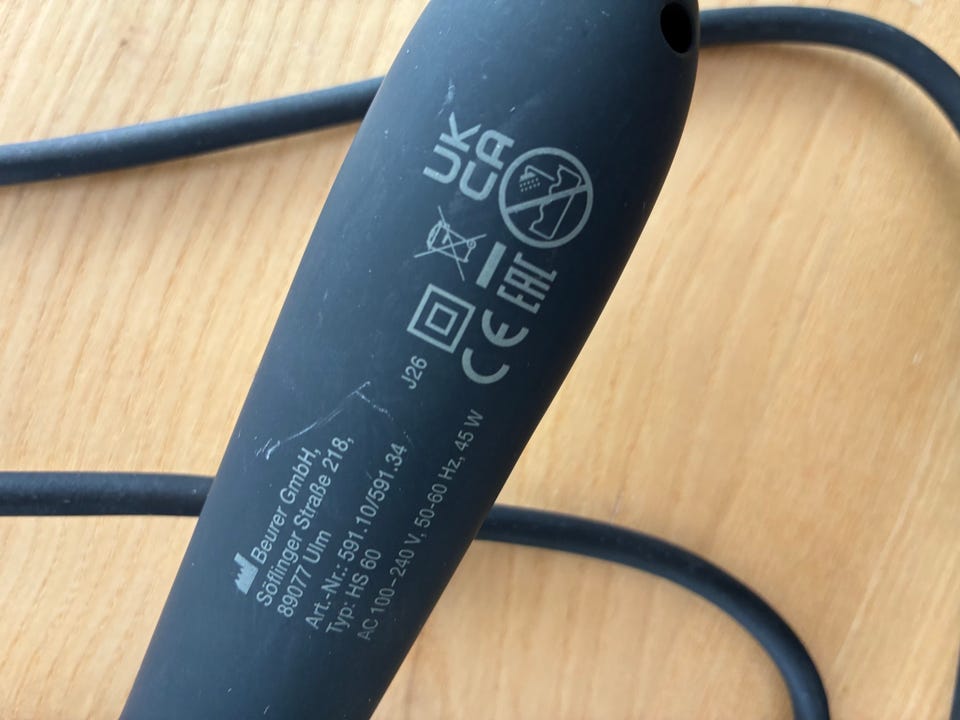 UK
CA
EAC
CE
J26
Beurer GmbH,
Söflinger Straße 218,
89077 Ulm
Art.-Nr.: 591.10/591.34
Typ: HS 60
AC 100–240 V, 50-60 Hz, 45 W